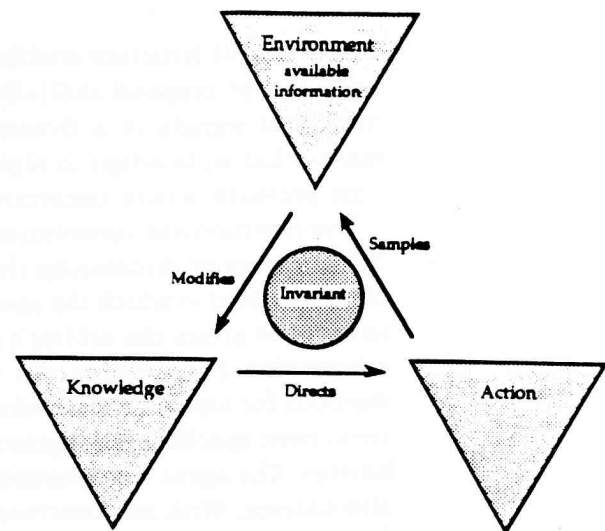 Environment
available
information
Samples
Modifies
Invariant
Knowledge
Directs
Action